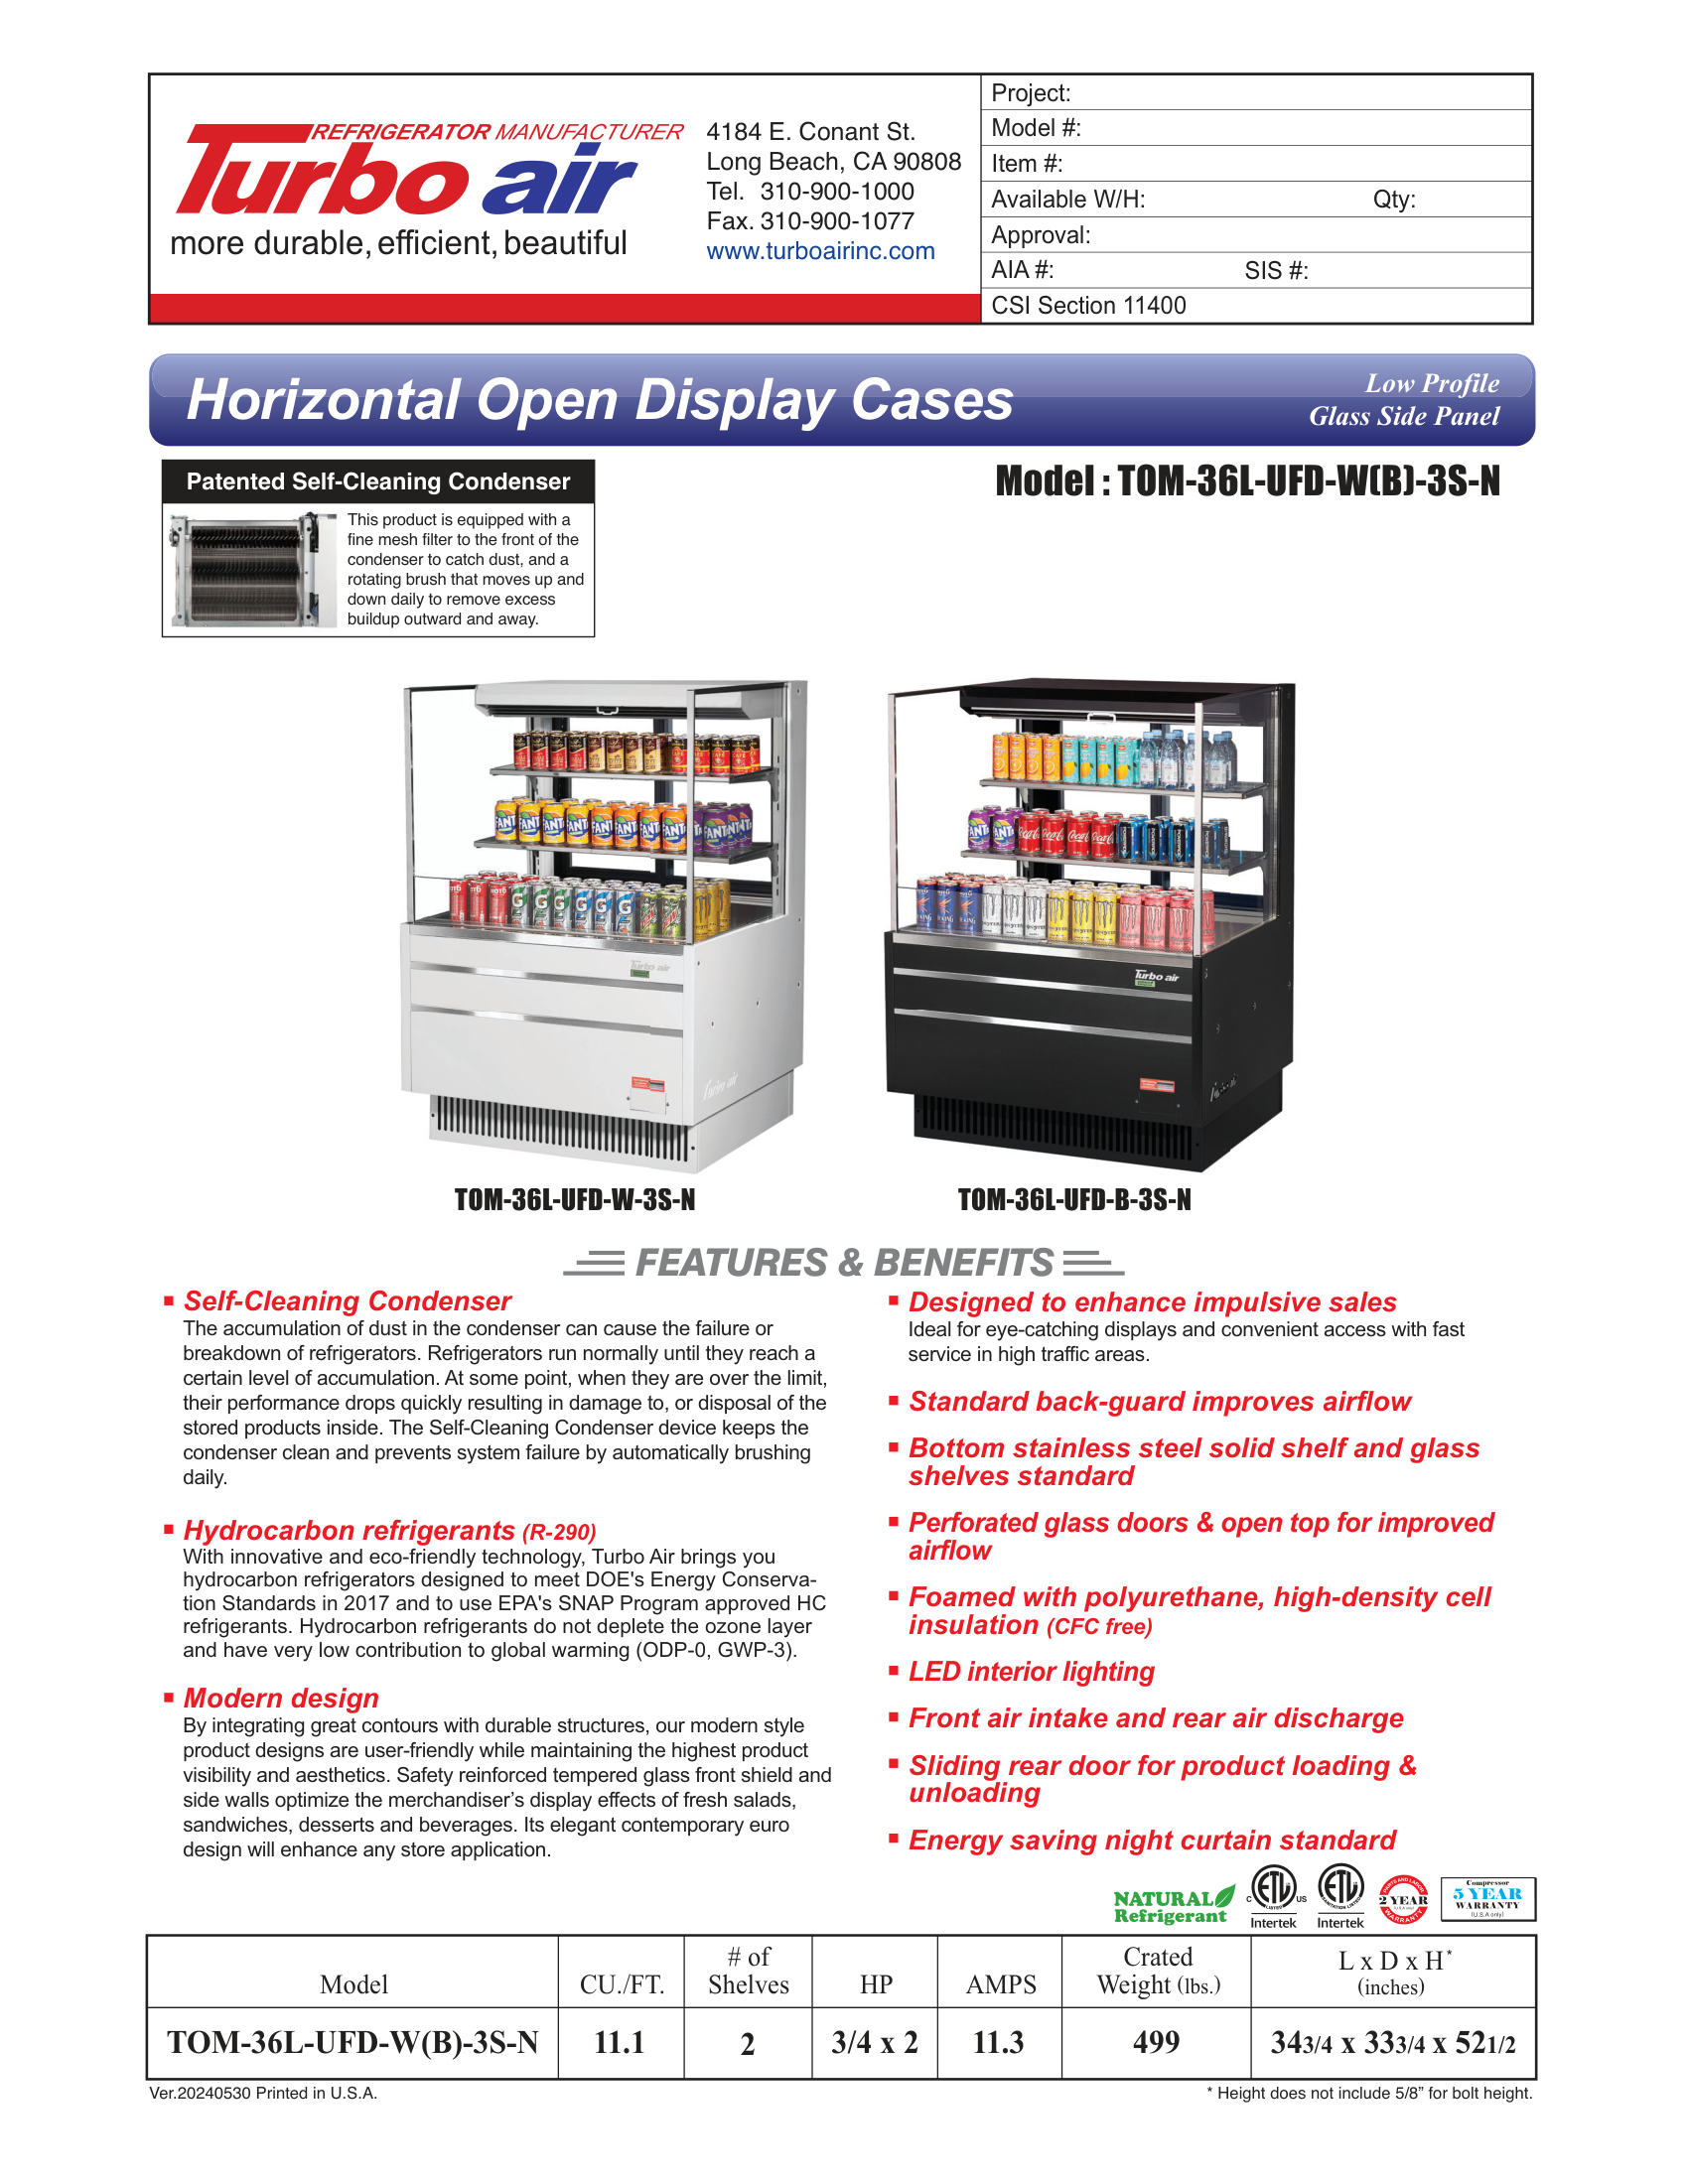 REFRIGERATOR MANUFACTURER
Turbo air
more durable, efficient, beautiful
4184 E. Conant St.
Long Beach, CA 90808
Tel. 310-900-1000
Fax. 310-900-1077
www.turboairinc.com
Project:
Model #:
Item #:
Available W/H: Qty:
Approval:
AIA #: SIS #:
CSI Section 11400
Horizontal Open Display Cases
Low Profile
Glass Side Panel
Patented Self-Cleaning Condenser
This product is equipped with a
fine mesh filter to the front of the
condenser to catch dust, and a
rotating brush that moves up and
down daily to remove excess
buildup outward and away.
Model : TOM-36L-UFD-W(B)-3S-N
Turbo air
Turbo air
TOM-36L-UFD-W-3S-N
TOM-36L-UFD-B-3S-N
FEATURES & BENEFITS
Self-Cleaning Condenser
The accumulation of dust in the condenser can cause the failure or
breakdown of refrigerators. Refrigerators run normally until they reach a
certain level of accumulation. At some point, when they are over the limit,
their performance drops quickly resulting in damage to, or disposal of the
stored products inside. The Self-Cleaning Condenser device keeps the
condenser clean and prevents system failure by automatically brushing
daily.
Hydrocarbon refrigerants (R-290)
With innovative and eco-friendly technology, Turbo Air brings you
hydrocarbon refrigerators designed to meet DOE's Energy Conserva-
tion Standards in 2017 and to use EPA's SNAP Program approved HC
refrigerants. Hydrocarbon refrigerants do not deplete the ozone layer
and have very low contribution to global warming (ODP-0, GWP-3).
Modern design
By integrating great contours with durable structures, our modern style
product designs are user-friendly while maintaining the highest product
visibility and aesthetics. Safety reinforced tempered glass front shield and
side walls optimize the merchandiser's display effects of fresh salads,
sandwiches, desserts and beverages. Its elegant contemporary euro
design will enhance any store application.
Designed to enhance impulsive sales
Ideal for eye-catching displays and convenient access with fast
service in high traffic areas.
Standard back-guard improves airflow
Bottom stainless steel solid shelf and glass
shelves standard
Perforated glass doors & open top for improved
airflow
Foamed with polyurethane, high-density cell
insulation (CFC free)
LED interior lighting
Front air intake and rear air discharge
Sliding rear door for product loading &
unloading
Energy saving night curtain standard
NATURAL
Refrigerant
C ETL US
LISTED
Intertek
ETL
Intertek
PARTS AND LABOR
2 YEAR
(U.S.A only)
WARRANTY
Compressor
5 YEAR
WARRANTY
(U.S.A only)
Model CU./FT. # of Shelves HP AMPS Crated Weight (lbs.) L x D x H* (inches)
TOM-36L-UFD-W(B)-3S-N 11.1 2 3/4 x 2 11.3 499 343/4 x 333/4 x 521/2
Ver.20240530 Printed in U.S.A.
* Height does not include 5/8” for bolt height.